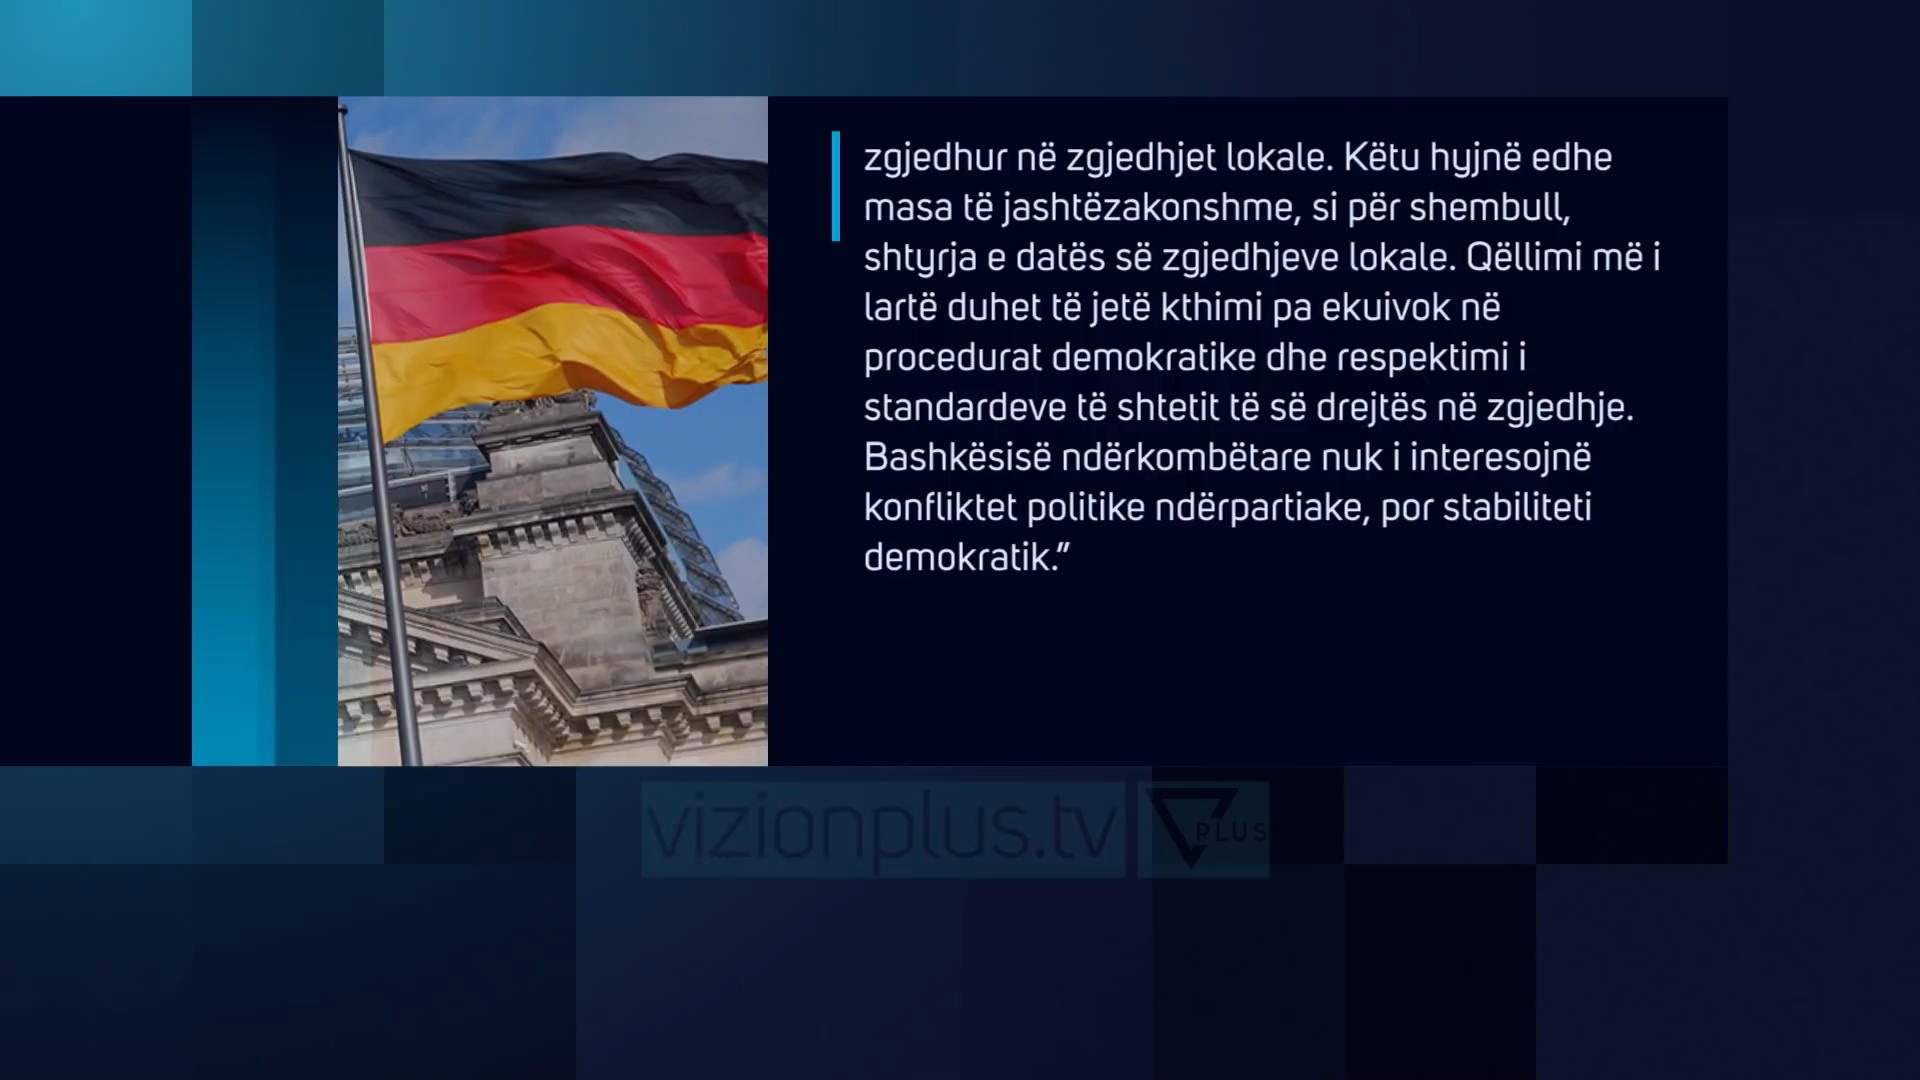 zgjedhur në zgjedhjet lokale. Këtu hyjnë edhe
masa të jashtëzakonshme, si për shembull,
shtyrja e datës së zgjedhjeve lokale. Qëllimi më i
lartë duhet të jetë kthimi pa ekuivok në
procedurat demokratike dhe respektimi i
standardeve të shtetit të së drejtës në zgjedhje.
Bashkësisë ndërkombëtare nuk i interesojnë
konfliktet politike ndërpartiake, por stabiliteti
demokratik.”
vizionplus.tv
PLUS